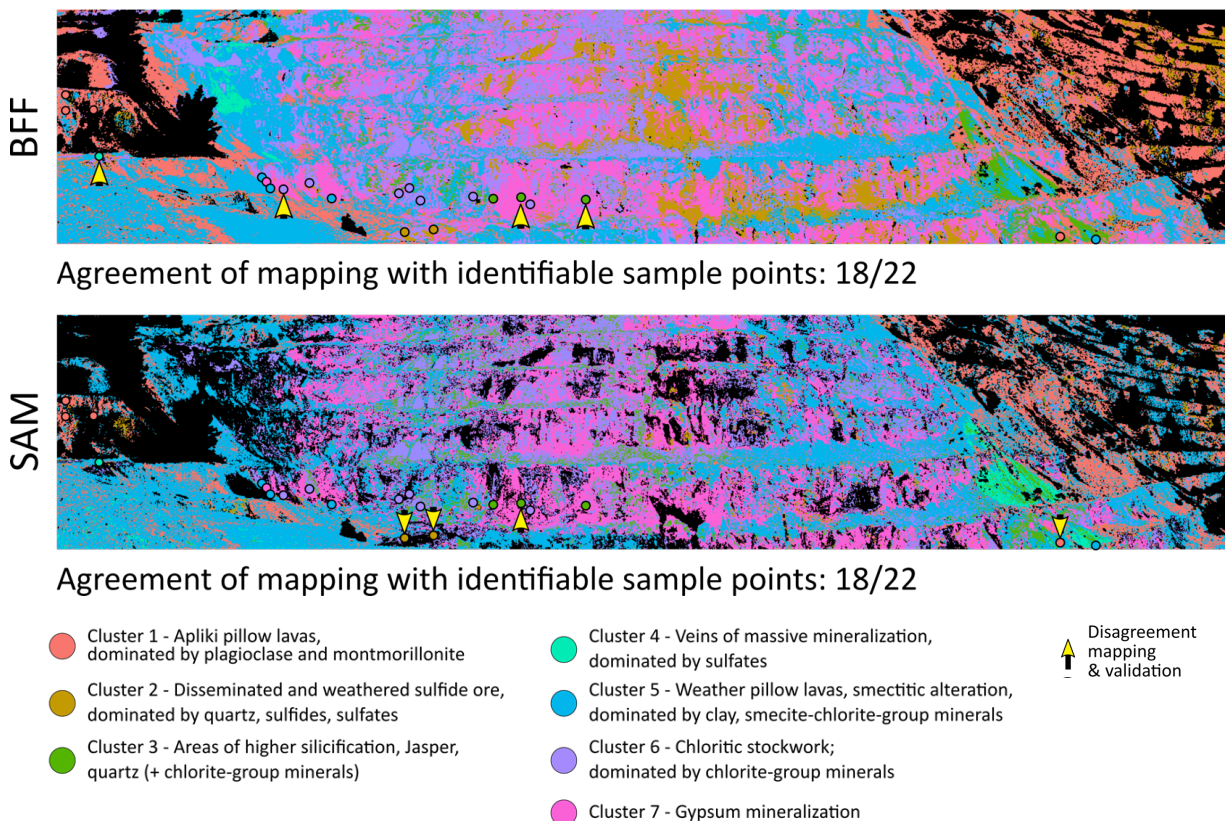 BFF
Agreement of mapping with identifiable sample points: 18/22
SAM
Agreement of mapping with identifiable sample points: 18/22
Cluster 1 - Apliki pillow lavas,
dominated by plagioclase and montmorillonite
Cluster 2 - Disseminated and weathered sulfide ore,
dominated by quartz, sulfides, sulfates
Cluster 3 - Areas of higher silicification, Jasper,
quartz (+ chlorite-group minerals)
Cluster 4 - Veins of massive mineralization,
dominated by sulfates
Cluster 5 - Weather pillow lavas, smectitic alteration,
dominated by clay, smecite-chlorite-group minerals
Cluster 6 - Chloritic stockwork;
dominated by chlorite-group minerals
Cluster 7 - Gypsum mineralization
Disagreement
mapping
& validation